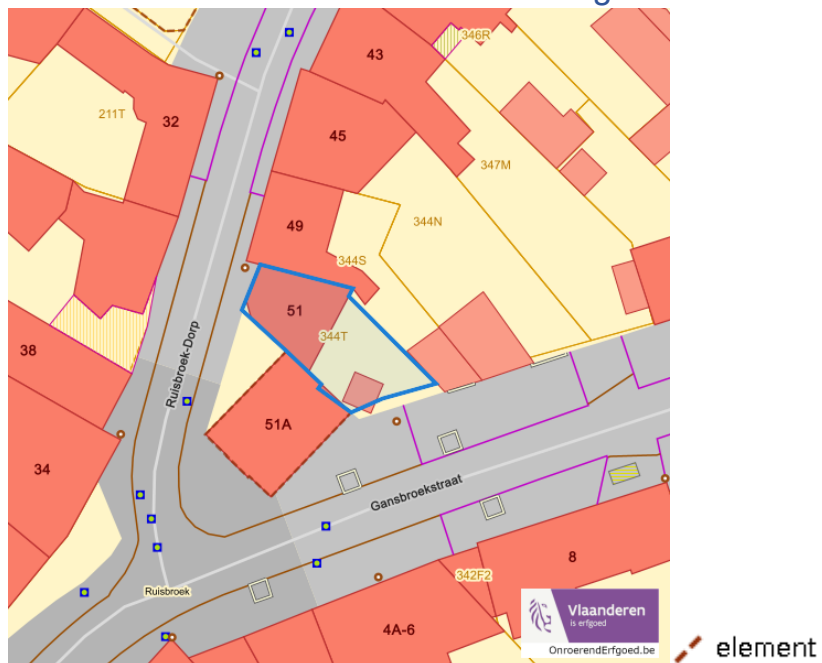 346R
43
211T
32
45
347M
344N
49
344S
51
344T
Ruisbroek-Dorp
38
51A
34
Gansbroekstraat
8
Ruisbroek
342F2
4A-6
Vlaanderen
is erfgoed
OnroerendErfgoed.be
element